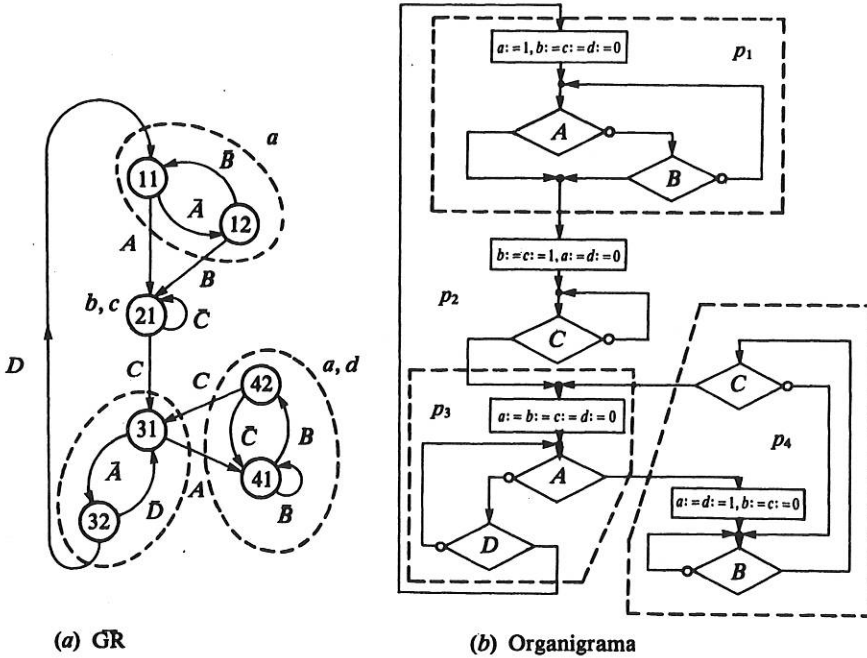 a
11
B̄
Ā
12
A
B
b, c
21
C̄
D
C
C
42
a, d
31
C̄
B
A
41
B̄
Ā
D̄
32
(a) GR
a: = 1, b: = c: = d: = 0
p₁
A
B
b: = c: = 1, a: = d: = 0
p₂
C
C
p₃
a: = b: = c: = d: = 0
p₄
A
a: = d: = 1, b: = c: = 0
D
B
(b) Organigrama